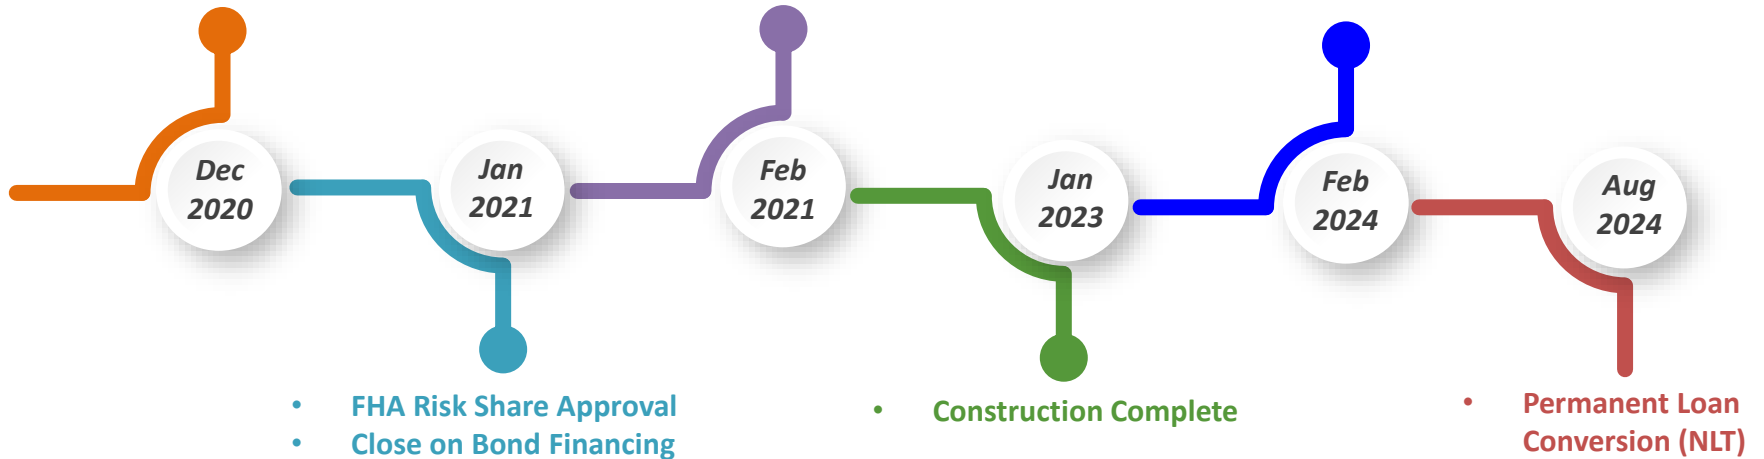 Dec
2020
Jan
2021
Feb
2021
Jan
2023
Feb
2024
Aug
2024
• FHA Risk Share Approval
• Close on Bond Financing
• Construction Complete
• Permanent Loan
Conversion (NLT)